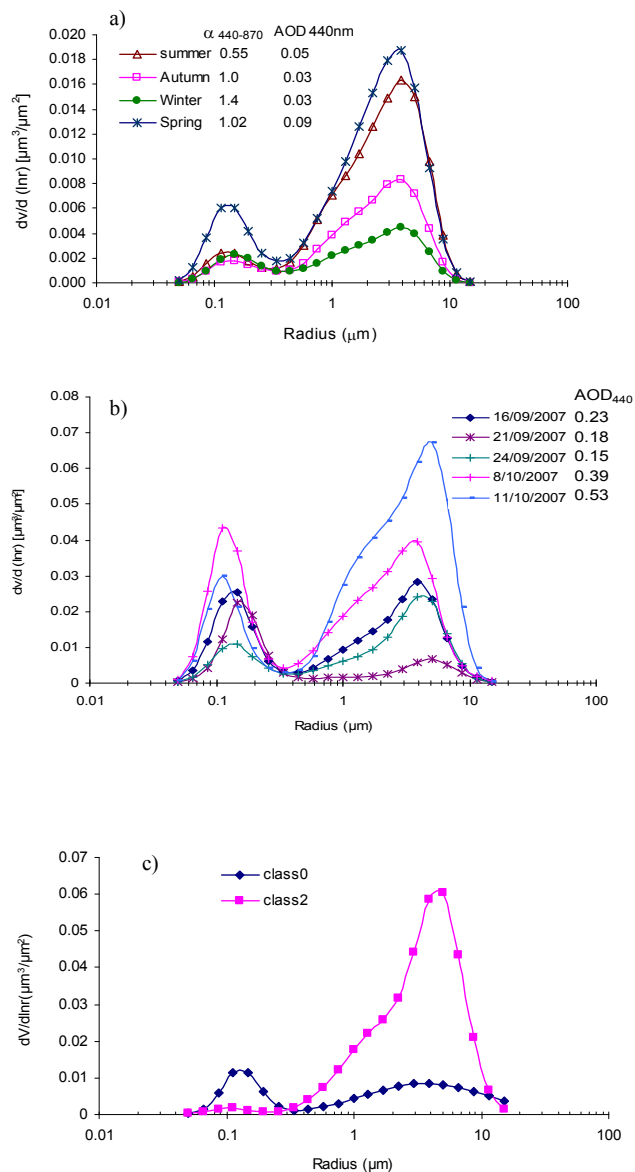 a)
α 440-870 AOD 440nm
summer 0.55 0.05
Autumn 1.0 0.03
Winter 1.4 0.03
Spring 1.02 0.09
dv/d (lnr) [µm³/µm⁻²]
0.020
0.018
0.016
0.014
0.012
0.010
0.008
0.006
0.004
0.002
0.000
0.01 0.1 1 10 100
Radius (µm)
b)
AOD₄₄₀
16/09/2007 0.23
21/09/2007 0.18
24/09/2007 0.15
8/10/2007 0.39
11/10/2007 0.53
dv/d (lnr) [µm³/µm²]
0.08
0.07
0.06
0.05
0.04
0.03
0.02
0.01
0
0.01 0.1 1 10 100
Radius (µm)
c)
class0
class2
dV/dlnr(µm³/µm²)
0.07
0.06
0.05
0.04
0.03
0.02
0.01
0
0.01 0.1 1 10 100
Radius (µm)